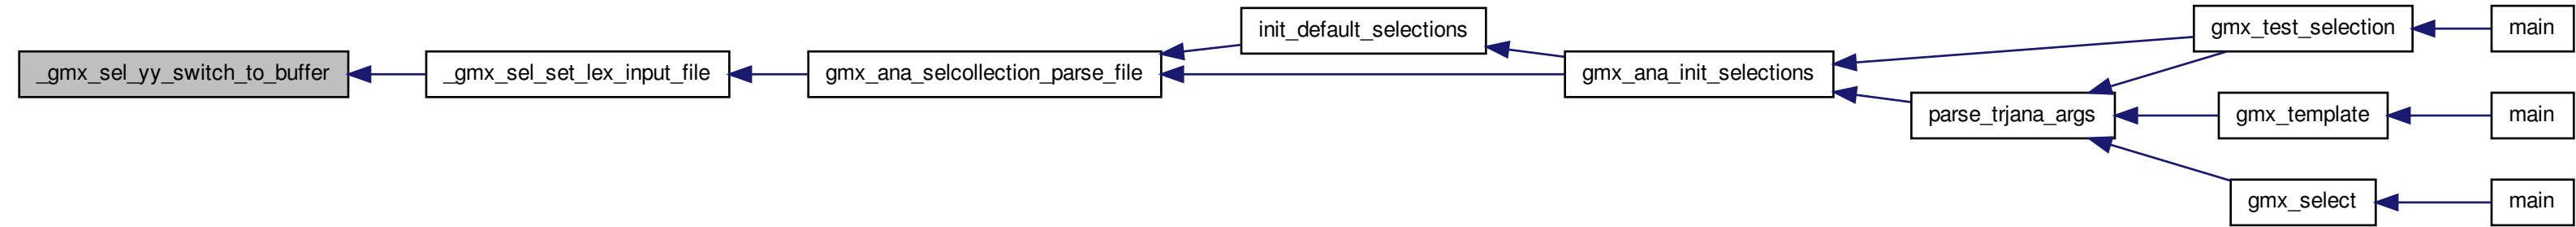 _gmx_sel_yy_switch_to_buffer
_gmx_sel_set_lex_input_file
gmx_ana_selcollection_parse_file
init_default_selections
gmx_ana_init_selections
parse_trjana_args
gmx_test_selection
main
gmx_template
main
gmx_select
main